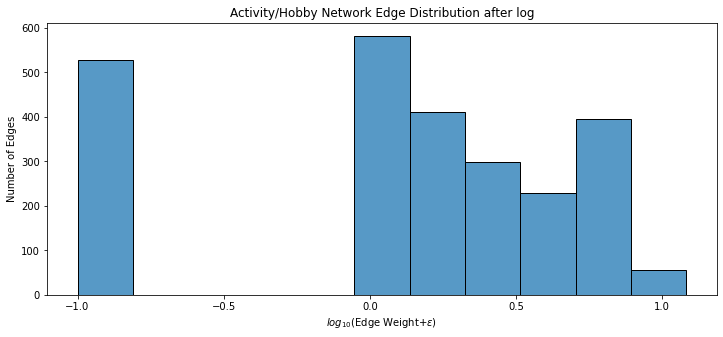 Activity/Hobby Network Edge Distribution after log
600
500
400
300
200
100
0
Number of Edges
−1.0 −0.5 0.0 0.5 1.0
log₁₀(Edge Weight+ε)